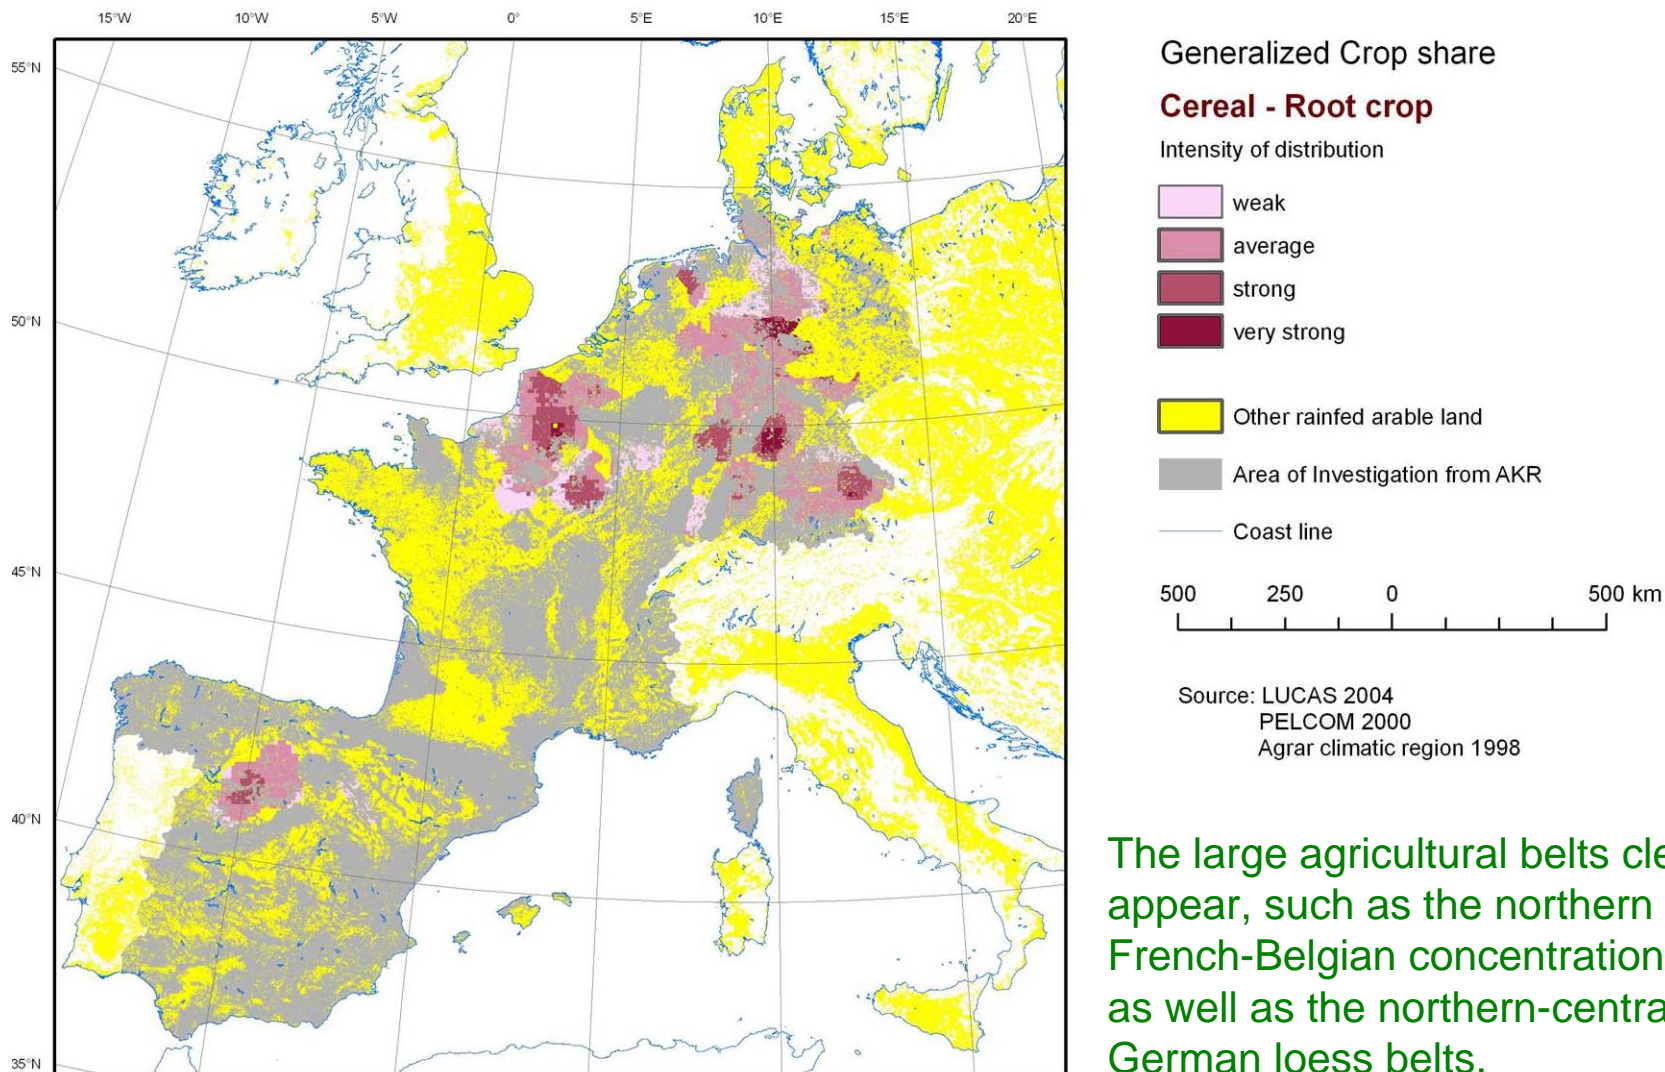 15°W 10°W 5°W 0° 5°E 10°E 15°E 20°E
55°N
50°N
45°N
40°N
35°N
Generalized Crop share
Cereal - Root crop
Intensity of distribution
weak
average
strong
very strong
Other rainfed arable land
Area of Investigation from AKR
Coast line
500 250 0 500 km
Source: LUCAS 2004
PELCOM 2000
Agrar climatic region 1998
The large agricultural belts
appear, such as the northern
French-Belgian concentration
as well as the northern-centra
German loess belts.